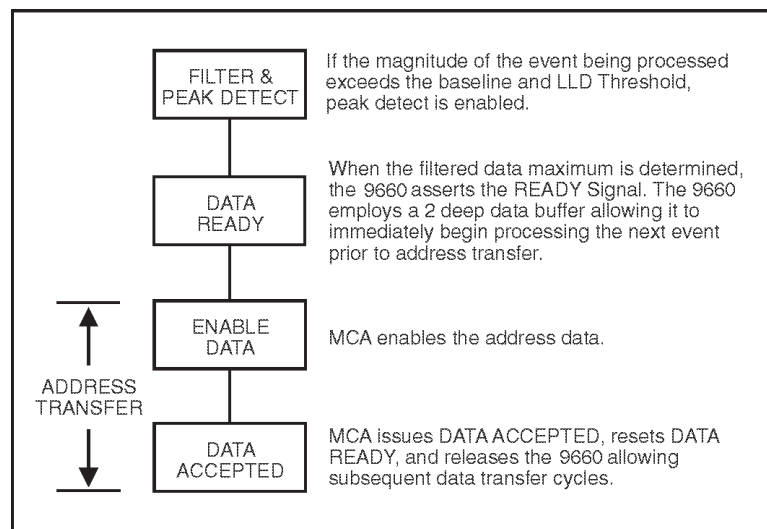 FILTER &
PEAK DETECT
If the magnitude of the event being processed
exceeds the baseline and LLD Threshold,
peak detect is enabled.
DATA
READY
When the filtered data maximum is determined,
the 9660 asserts the READY Signal. The 9660
employs a 2 deep data buffer allowing it to
immediately begin processing the next event
prior to address transfer.
ADDRESS
TRANSFER
ENABLE
DATA
MCA enables the address data.
DATA
ACCEPTED
MCA issues DATA ACCEPTED, resets DATA
READY, and releases the 9660 allowing
subsequent data transfer cycles.